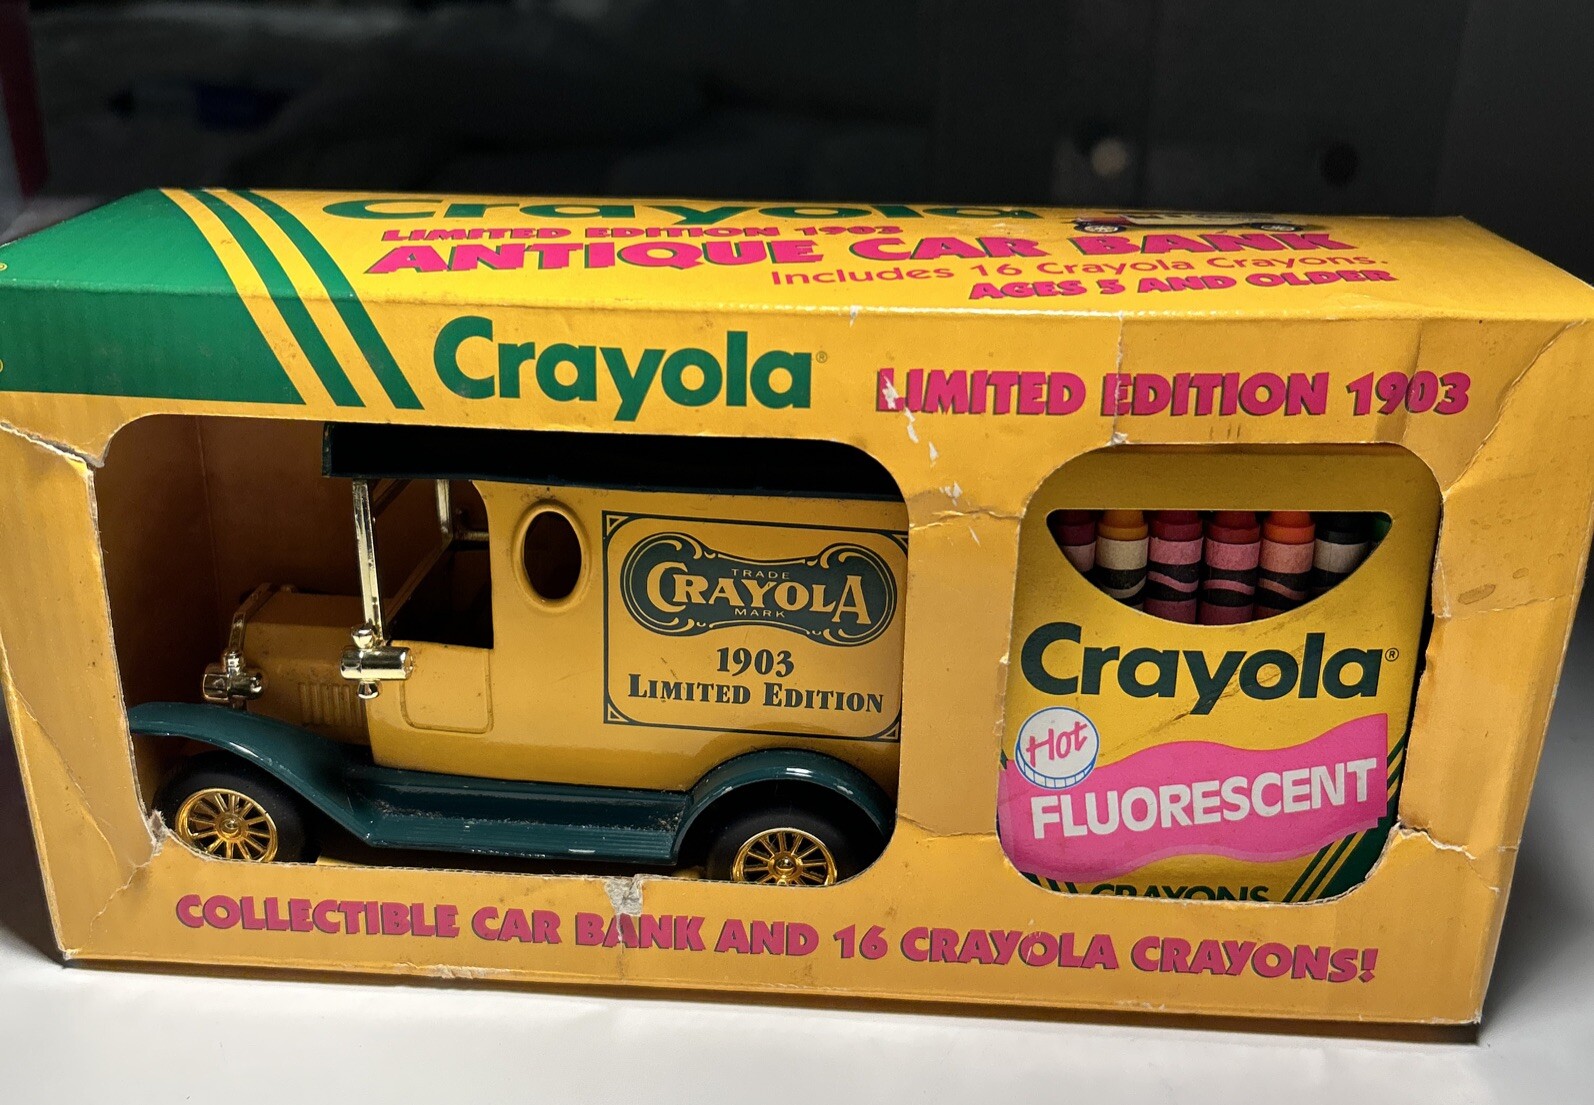 Crayola
LIMITED EDITION 1903
ANTIQUE CAR BANK
Includes 16 Crayola Crayons.
AGES 5 AND OLDER
Crayola®
LIMITED EDITION 1903
TRADE
CRAYOLA
MARK
1903
LIMITED EDITION
Crayola®
Hot
FLUORESCENT
CRAYONS
COLLECTIBLE CAR BANK AND 16 CRAYOLA CRAYONS!